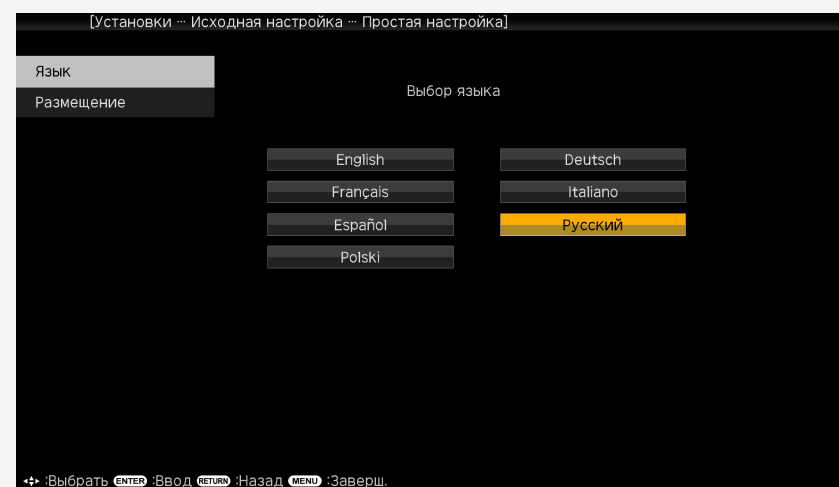 [Установки ··· Исходная настройка ··· Простая настройка]
Язык
Размещение
Выбор языка
English
Deutsch
Français
Italiano
Español
Русский
Polski
:Выбрать ENTER :Ввод RETURN :Назад MENU :Заверш.